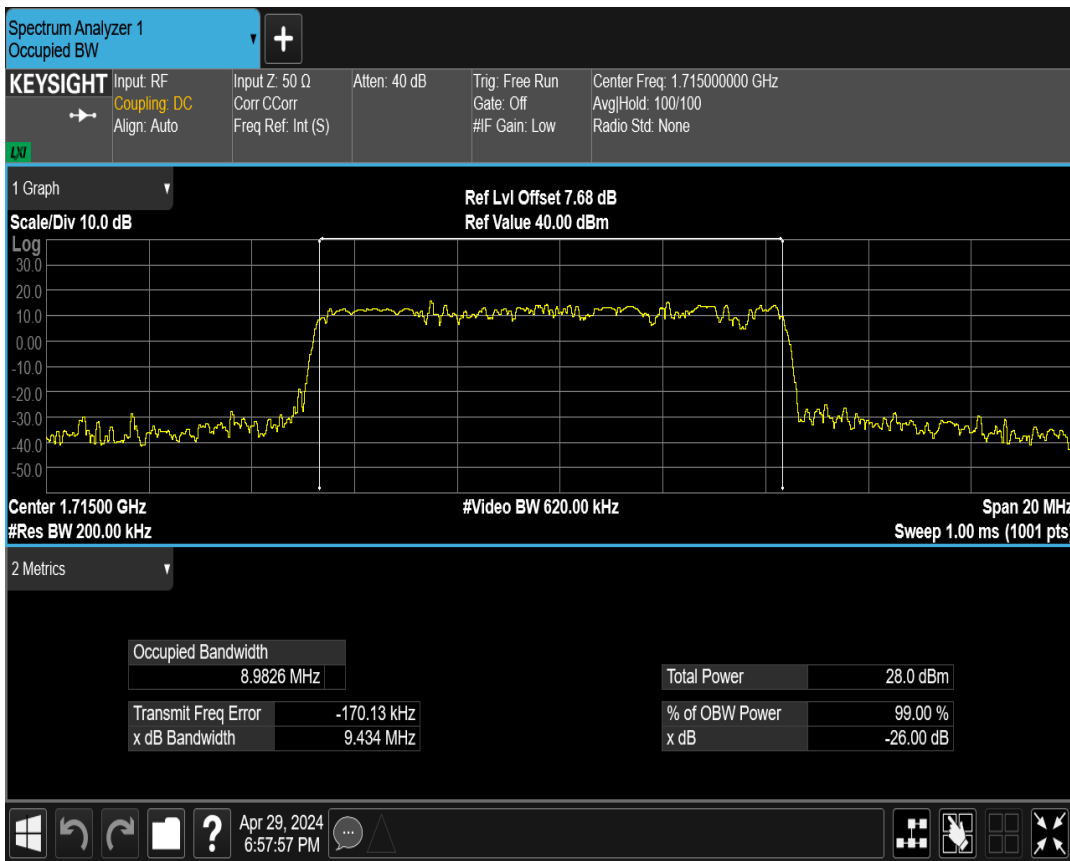 Spectrum Analyzer 1
Occupied BW
KEYSIGHT
LXI
Input: RF
Coupling: DC
Align: Auto
Input Z: 50 Ω
Corr CCorr
Freq Ref: Int (S)
Atten: 40 dB
Trig: Free Run
Gate: Off
#IF Gain: Low
Center Freq: 1.715000000 GHz
Avg|Hold: 100/100
Radio Std: None
1 Graph
Scale/Div 10.0 dB
Ref Lvl Offset 7.68 dB
Ref Value 40.00 dBm
Log
30.0
20.0
10.0
0.00
-10.0
-20.0
-30.0
-40.0
-50.0
Center 1.71500 GHz
#Video BW 620.00 kHz
Span 20 MHz
#Res BW 200.00 kHz
Sweep 1.00 ms (1001 pts)
2 Metrics
Occupied Bandwidth
8.9826 MHz
Total Power 28.0 dBm
Transmit Freq Error -170.13 kHz
% of OBW Power 99.00 %
x dB Bandwidth 9.434 MHz
x dB -26.00 dB
Apr 29, 2024
6:57:57 PM